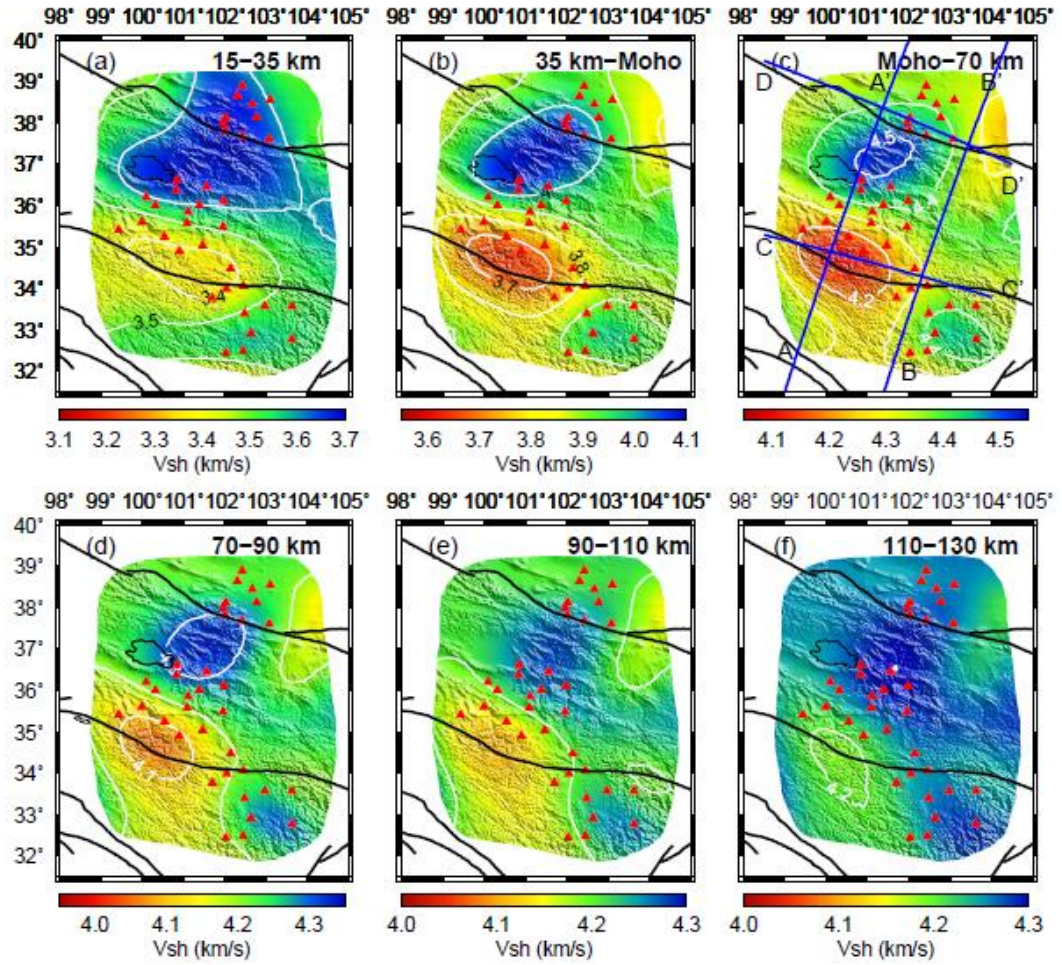 98° 99° 100° 101° 102° 103° 104° 105° 98° 99° 100° 101° 102° 103° 104° 105° 98° 99° 100° 101° 102° 103° 104° 105°
40°
39°
38°
37°
36°
35°
34°
33°
32°
(a) 15−35 km
3.4
3.5
(b) 35 km−Moho
3.8
3.7
(c) Moho−70 km
D A' B'
4.5
D'
C
4.2
C'
A
B
3.1 3.2 3.3 3.4 3.5 3.6 3.7
Vsh (km/s)
3.6 3.7 3.8 3.9 4.0 4.1
Vsh (km/s)
4.1 4.2 4.3 4.4 4.5
Vsh (km/s)
98° 99° 100° 101° 102° 103° 104° 105° 98° 99° 100° 101° 102° 103° 104° 105° 98° 99° 100° 101° 102° 103° 104° 105°
40°
39°
38°
37°
36°
35°
34°
33°
32°
(d) 70−90 km
4.1
(e) 90−110 km
(f) 110−130 km
4.2
4.0 4.1 4.2 4.3
Vsh (km/s)
4.0 4.1 4.2 4.3
Vsh (km/s)
4.0 4.1 4.2 4.3
Vsh (km/s)